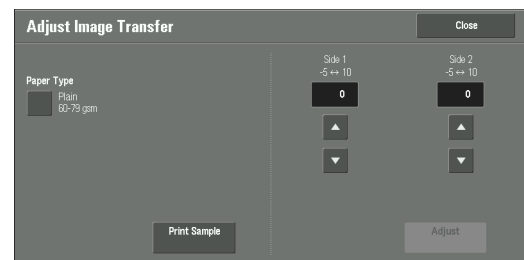 Adjust Image Transfer
Close
Paper Type
Plain
60-79 gsm
Side 1
-5 ↔ 10
0
Side 2
-5 ↔ 10
0
Print Sample
Adjust